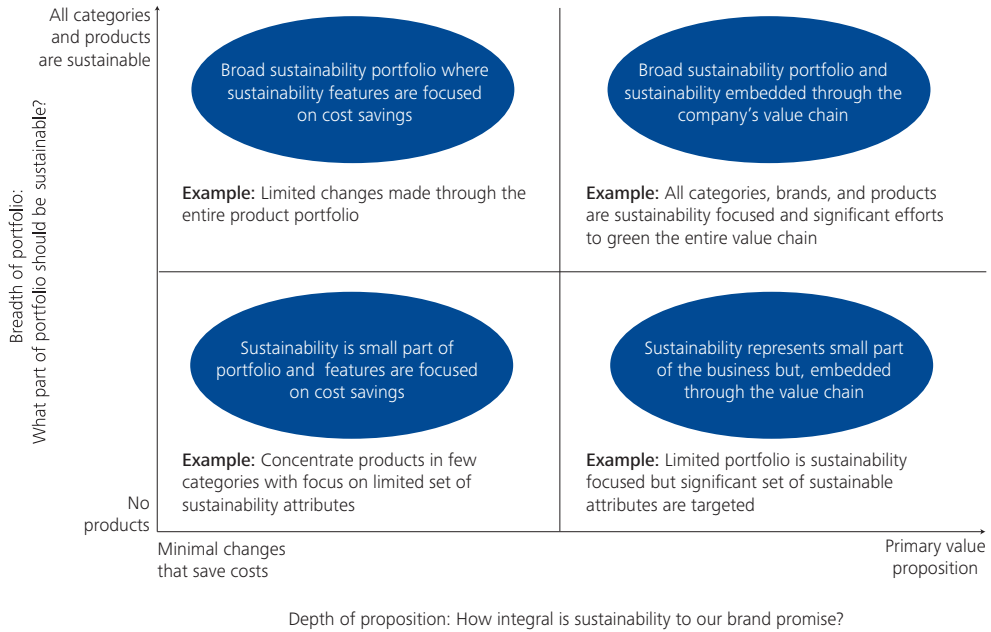 All categories
and products
are sustainable
Broad sustainability portfolio where
sustainability features are focused
on cost savings
Example: Limited changes made through the
entire product portfolio
Broad sustainability portfolio and
sustainability embedded through the
company's value chain
Example: All categories, brands, and products
are sustainability focused and significant efforts
to green the entire value chain
Breadth of portfolio:
What part of portfolio should be sustainable?
Sustainability is small part of
portfolio and features are focused
on cost savings
Example: Concentrate products in few
categories with focus on limited set of
sustainability attributes
Sustainability represents small part
of the business but, embedded
through the value chain
Example: Limited portfolio is sustainability
focused but significant set of sustainable
attributes are targeted
No
products
Minimal changes
that save costs
Primary value
proposition
Depth of proposition: How integral is sustainability to our brand promise?